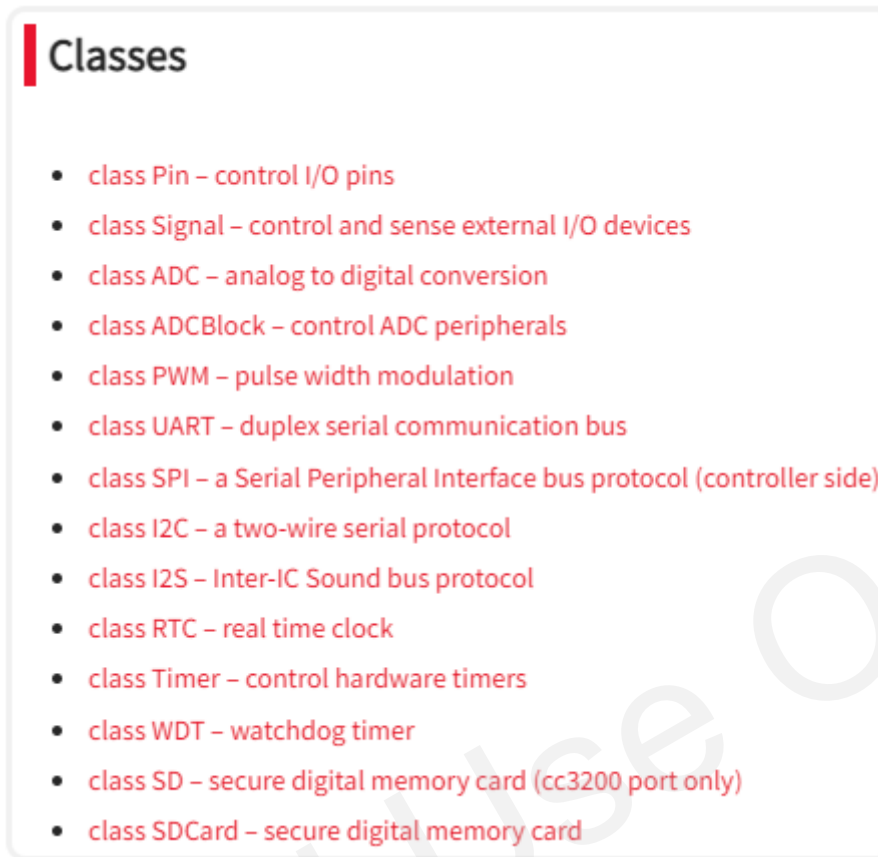 Classes
• class Pin – control I/O pins
• class Signal – control and sense external I/O devices
• class ADC – analog to digital conversion
• class ADCBlock – control ADC peripherals
• class PWM – pulse width modulation
• class UART – duplex serial communication bus
• class SPI – a Serial Peripheral Interface bus protocol (controller side)
• class I2C – a two-wire serial protocol
• class I2S – Inter-IC Sound bus protocol
• class RTC – real time clock
• class Timer – control hardware timers
• class WDT – watchdog timer
• class SD – secure digital memory card (cc3200 port only)
• class SDCard – secure digital memory card
Use